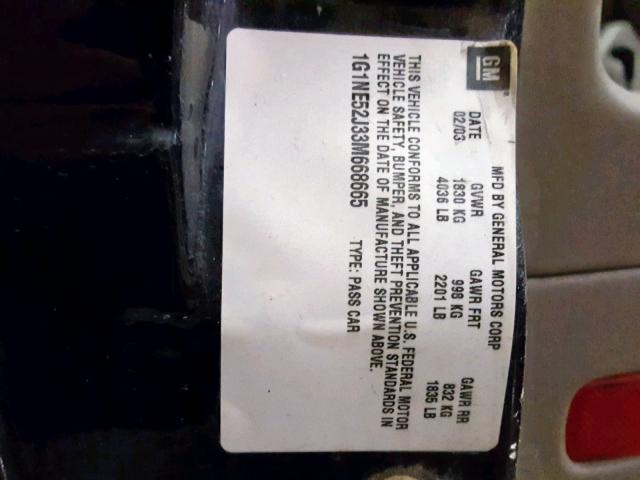 GM
MFD BY GENERAL MOTORS CORP
DATE GVWR GAWR FRT GAWR RR
02/03 1830 KG 998 KG 832 KG
4036 LB 2201 LB 1835 LB
THIS VEHICLE CONFORMS TO ALL APPLICABLE U.S. FEDERAL MOTOR
VEHICLE SAFETY, BUMPER, AND THEFT PREVENTION STANDARDS IN
EFFECT ON THE DATE OF MANUFACTURE SHOWN ABOVE.
1G1NE52J33M668665 TYPE: PASS CAR